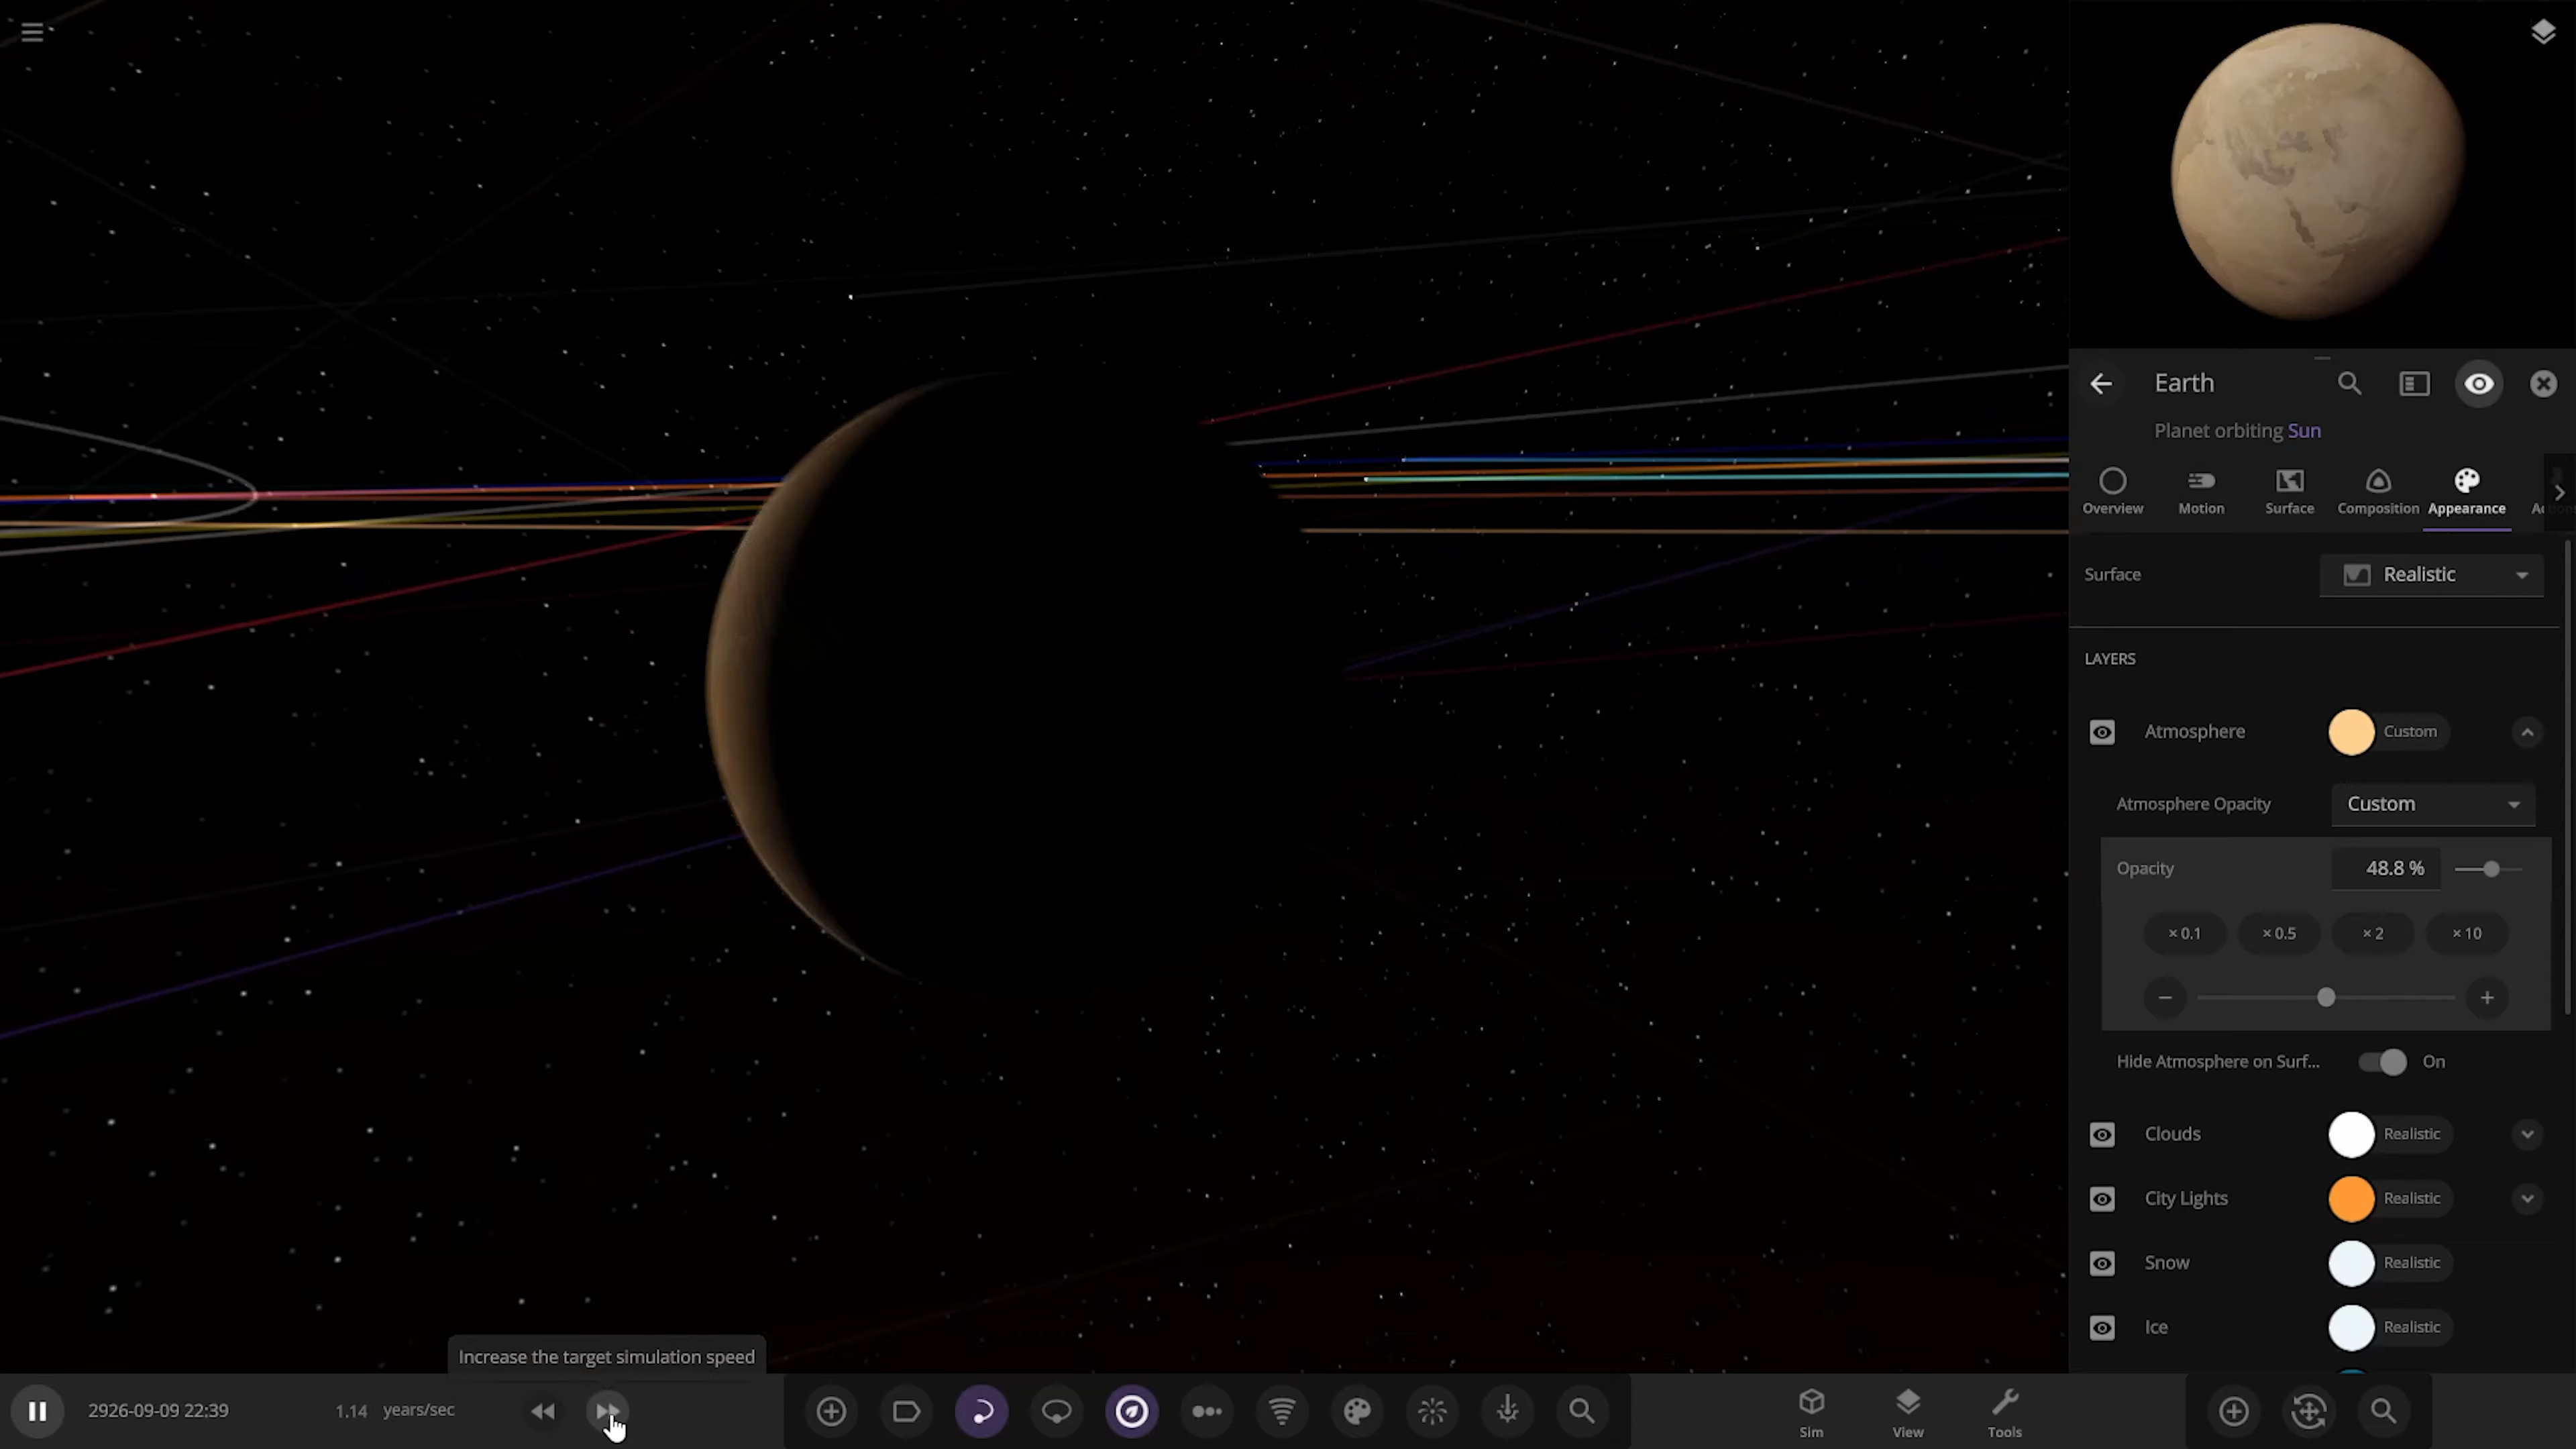 Earth
Planet orbiting Sun
Overview
Motion
Surface
Composition
Appearance
Surface
Realistic
LAYERS
Atmosphere
Custom
Atmosphere Opacity
Custom
Opacity
48.8 %
× 0.1
× 0.5
× 2
× 10
Hide Atmosphere on Surf...
On
Clouds
Realistic
City Lights
Realistic
Snow
Realistic
Ice
Realistic
Increase the target simulation speed
2926-09-09 22:39
1.14 years/sec
Sim
View
Tools